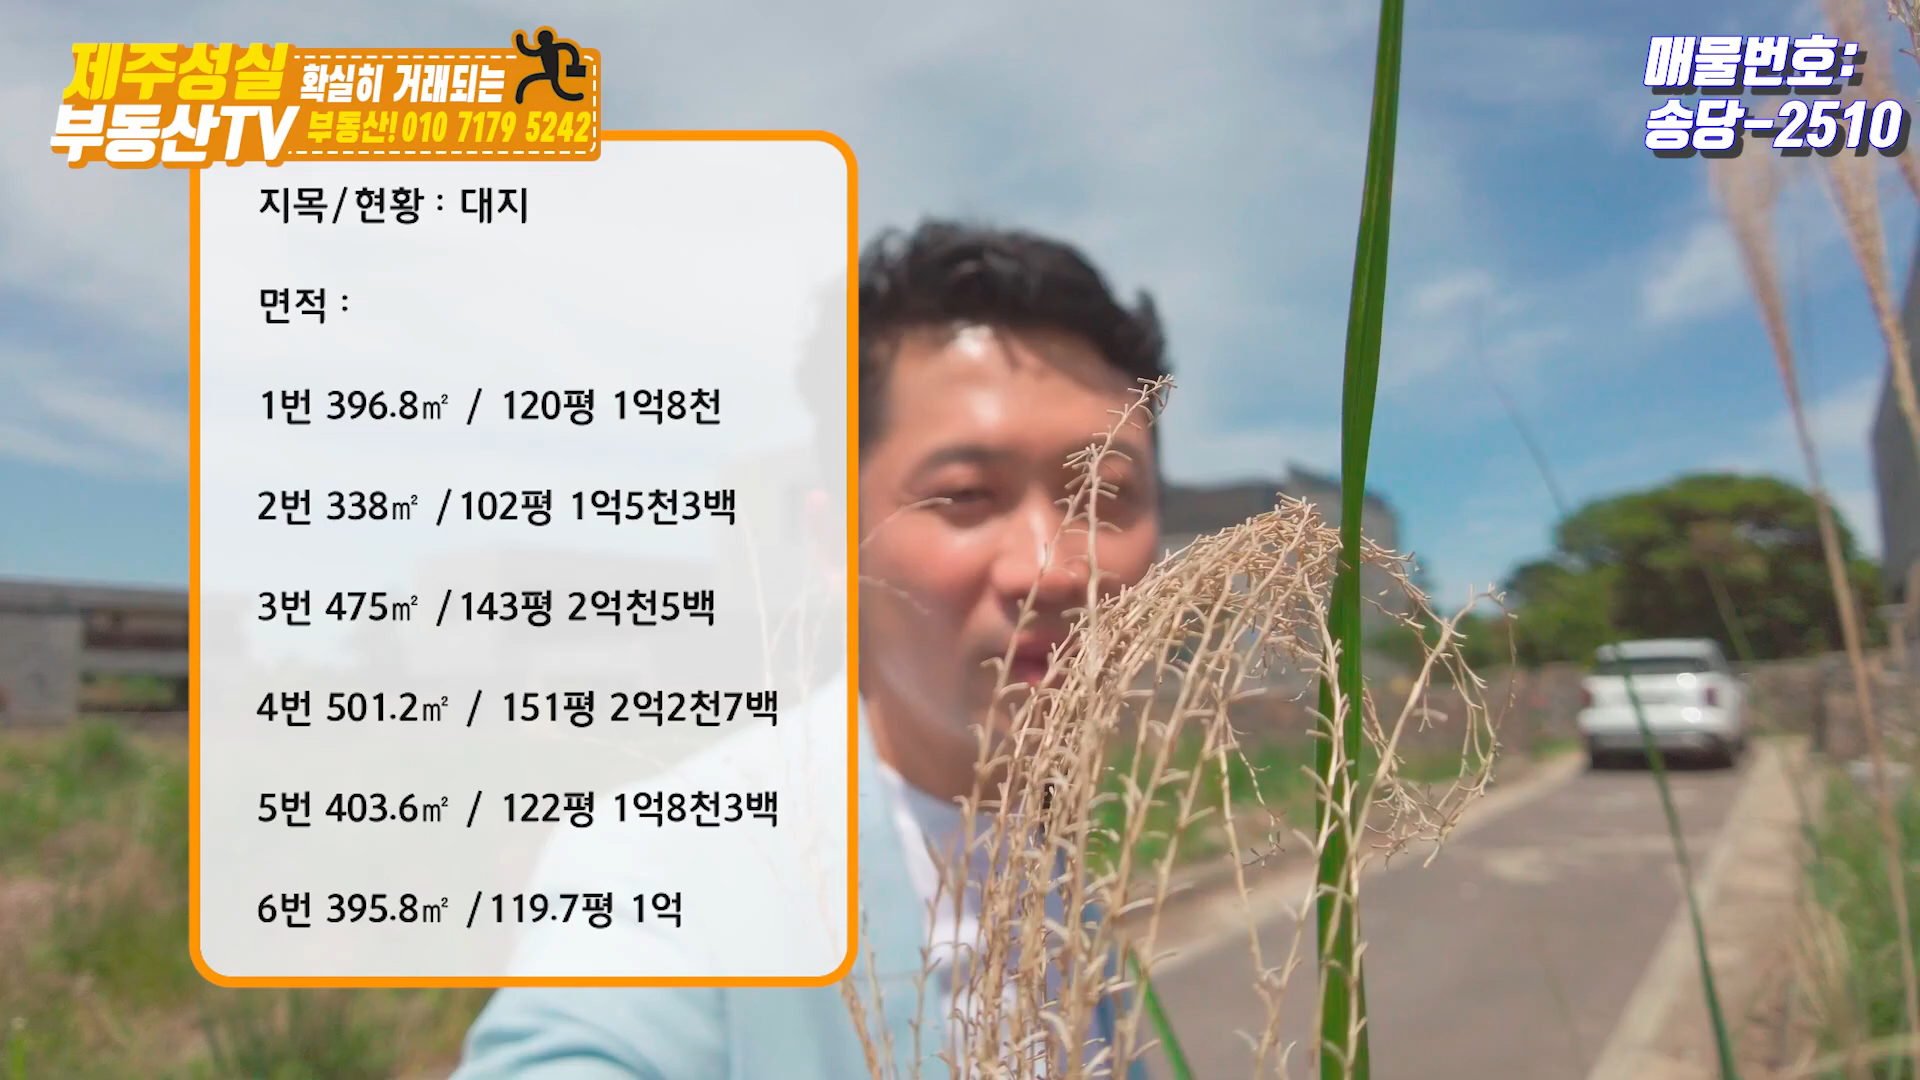 제주성실
부동산TV
확실히 거래되는
부동산! 010 7179 5242
매물번호:
송당-2510
지목/현황 : 대지
면적 :
1번 396.8㎡ / 120평 1억8천
2번 338㎡ /102평 1억5천3백
3번 475㎡ /143평 2억천5백
4번 501.2㎡ / 151평 2억2천7백
5번 403.6㎡ / 122평 1억8천3백
6번 395.8㎡ /119.7평 1억